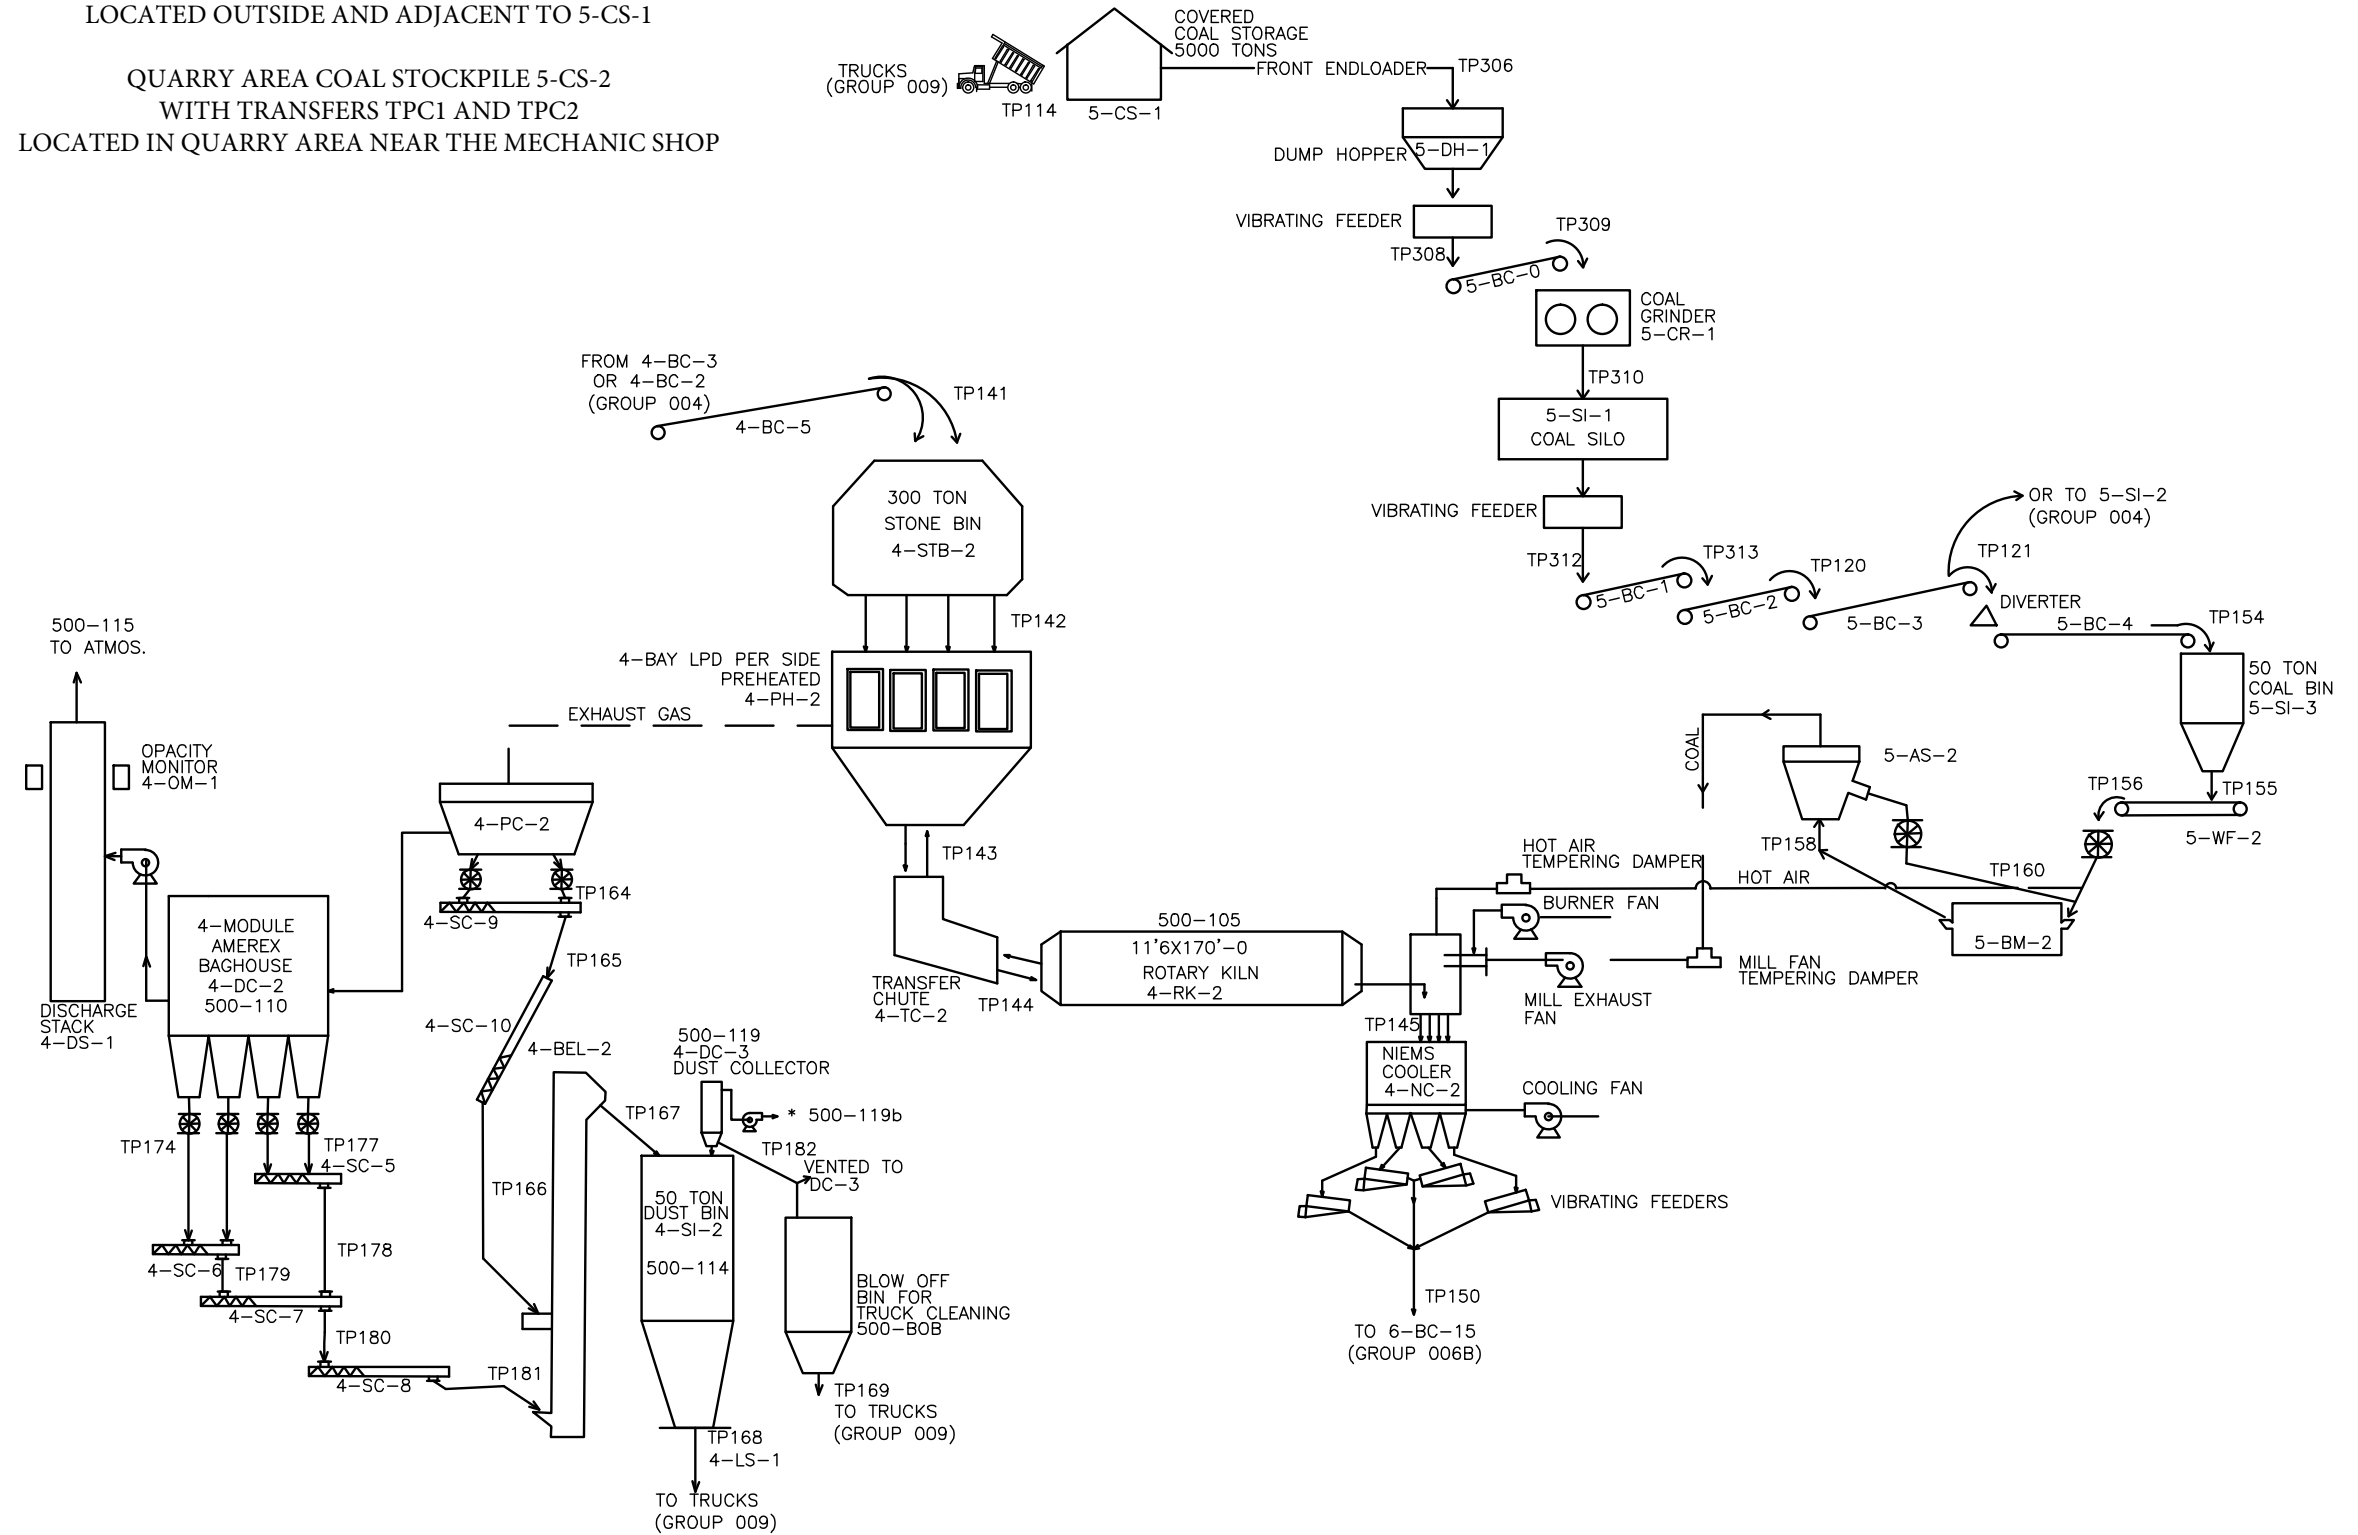 LOCATED OUTSIDE AND ADJACENT TO 5-CS-1
QUARRY AREA COAL STOCKPILE 5-CS-2
WITH TRANSFERS TPC1 AND TPC2
LOCATED IN QUARRY AREA NEAR THE MECHANIC SHOP
TRUCKS
(GROUP 009)
TP114
COVERED
COAL STORAGE
5000 TONS
5-CS-1
FRONT ENDLOADER
TP306
DUMP HOPPER
5-DH-1
VIBRATING FEEDER
TP308
TP309
5-BC-0
COAL
GRINDER
5-CR-1
TP310
5-SI-1
COAL SILO
VIBRATING FEEDER
TP312
5-BC-1
TP313
5-BC-2
TP120
5-BC-3
OR TO 5-SI-2
(GROUP 004)
TP121
DIVERTER
5-BC-4
TP154
50 TON
COAL BIN
5-SI-3
TP155
TP156
5-WF-2
FROM 4-BC-3
OR 4-BC-2
(GROUP 004)
4-BC-5
TP141
300 TON
STONE BIN
4-STB-2
TP142
4-BAY LPD PER SIDE
PREHEATED
4-PH-2
EXHAUST GAS
500-115
TO ATMOS.
OPACITY
MONITOR
4-OM-1
DISCHARGE
STACK
4-DS-1
4-MODULE
AMEREX
BAGHOUSE
4-DC-2
500-110
4-PC-2
TP164
4-SC-9
TP165
4-SC-10
4-BEL-2
TP166
TP167
500-119
4-DC-3
DUST COLLECTOR
* 500-119b
TP182
VENTED TO
DC-3
50 TON
DUST BIN
4-SI-2
500-114
BLOW OFF
BIN FOR
TRUCK CLEANING
500-BOB
TP169
TO TRUCKS
(GROUP 009)
TP168
4-LS-1
TO TRUCKS
(GROUP 009)
TP174
TP177
4-SC-5
TP178
4-SC-6
TP179
4-SC-7
TP180
4-SC-8
TP181
TP143
TRANSFER
CHUTE
4-TC-2
TP144
500-105
11'6X170'-0
ROTARY KILN
4-RK-2
TP145
NIEMS
COOLER
4-NC-2
COOLING FAN
VIBRATING FEEDERS
TP150
TO 6-BC-15
(GROUP 006B)
HOT AIR
TEMPERING DAMPER
BURNER FAN
MILL EXHAUST
FAN
MILL FAN
TEMPERING DAMPER
HOT AIR
COAL
5-AS-2
TP158
TP160
5-BM-2